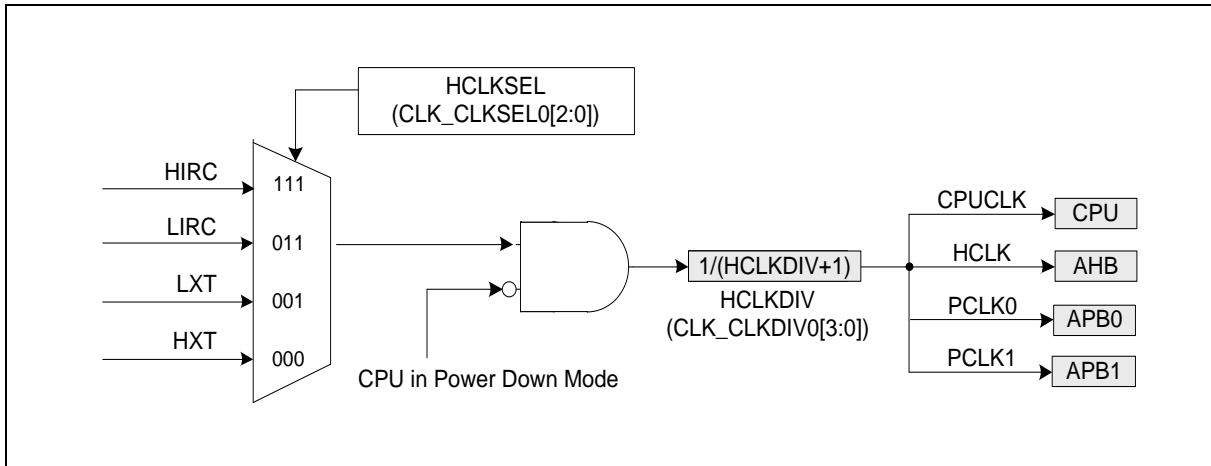 HCLKSEL
(CLK_CLKSEL0[2:0])
HIRC
111
LIRC
011
LXT
001
HXT
000
CPU in Power Down Mode
1/(HCLKDIV+1)
HCLKDIV
(CLK_CLKDIV0[3:0])
CPUCLK
CPU
HCLK
AHB
PCLK0
APB0
PCLK1
APB1